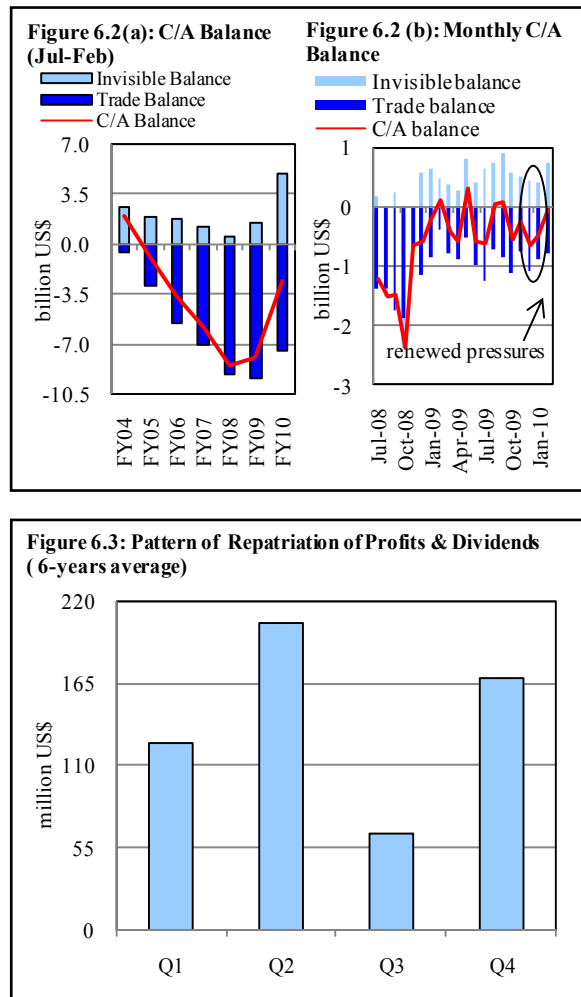 Figure 6.2(a): C/A Balance
(Jul-Feb)
Invisible Balance
Trade Balance
C/A Balance
7.0
3.5
0.0
-3.5
-7.0
-10.5
billion US$
FY04
FY05
FY06
FY07
FY08
FY09
FY10
Figure 6.2 (b): Monthly C/A
Balance
Invisible balance
Trade balance
C/A balance
1
0
-1
-2
-3
billion US$
renewed pressures
Jul-08
Oct-08
Jan-09
Apr-09
Jul-09
Oct-09
Jan-10
Figure 6.3: Pattern of Repatriation of Profits & Dividends
( 6-years average)
220
165
110
55
0
million US$
Q1
Q2
Q3
Q4